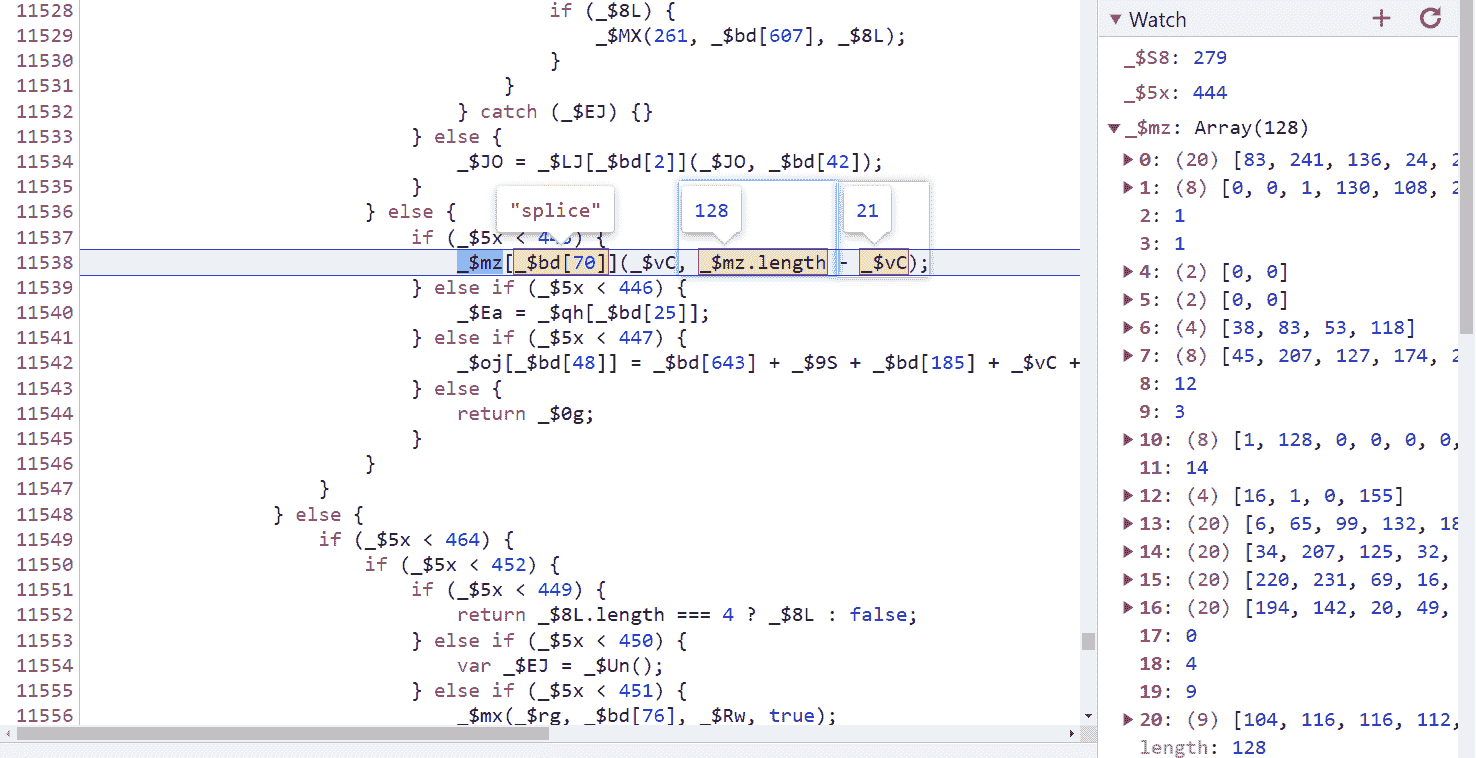 11528 if (_$8L) {
11529 _$MX(261, _$bd[607], _$8L);
11530 }
11531 }
11532 } catch (_$EJ) {}
11533 } else {
11534 _$JO = _$LJ[_$bd[2]](_$JO, _$bd[42]);
11535 }
11536 } else {
"splice" 128 21
11537 if (_$5x < 445) {
11538 _$mz[_$bd[70]](_$vC, _$mz.length - _$vC);
11539 } else if (_$5x < 446) {
11540 _$Ea = _$qh[_$bd[25]];
11541 } else if (_$5x < 447) {
11542 _$oj[_$bd[48]] = _$bd[643] + _$9S + _$bd[185] + _$vC +
11543 } else {
11544 return _$0g;
11545 }
11546 }
11547 }
11548 } else {
11549 if (_$5x < 464) {
11550 if (_$5x < 452) {
11551 if (_$5x < 449) {
11552 return _$8L.length === 4 ? _$8L : false;
11553 } else if (_$5x < 450) {
11554 var _$EJ = _$Un();
11555 } else if (_$5x < 451) {
11556 _$mx(_$rg, _$bd[76], _$Rw, true);
Watch
_$S8: 279
_$5x: 444
_$mz: Array(128)
0: (20) [83, 241, 136, 24, 2
1: (8) [0, 0, 1, 130, 108, 2
2: 1
3: 1
4: (2) [0, 0]
5: (2) [0, 0]
6: (4) [38, 83, 53, 118]
7: (8) [45, 207, 127, 174, 2
8: 12
9: 3
10: (8) [1, 128, 0, 0, 0, 0,
11: 14
12: (4) [16, 1, 0, 155]
13: (20) [6, 65, 99, 132, 18
14: (20) [34, 207, 125, 32,
15: (20) [220, 231, 69, 16,
16: (20) [194, 142, 20, 49,
17: 0
18: 4
19: 9
20: (9) [104, 116, 116, 112,
length: 128